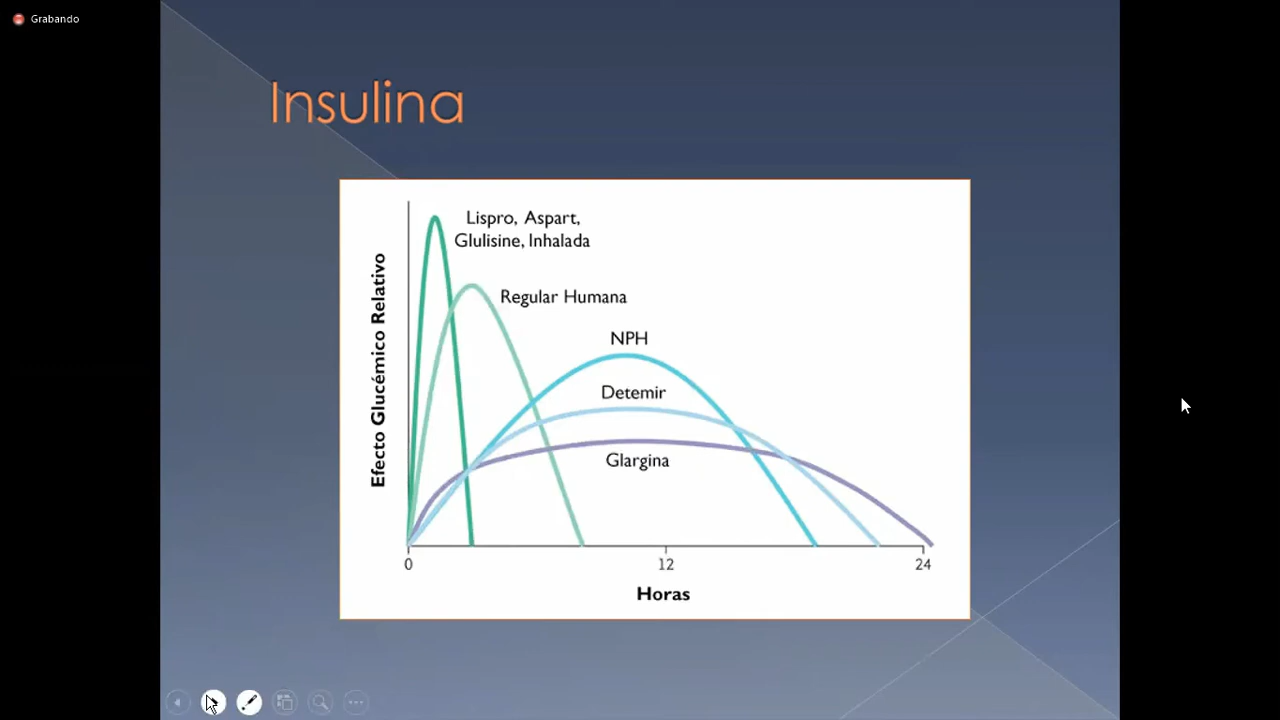 Grabando
Insulina
Lispro, Aspart,
Glulisine, Inhalada
Regular Humana
NPH
Detemir
Glargina
Efecto Glucémico Relativo
0
12
24
Horas